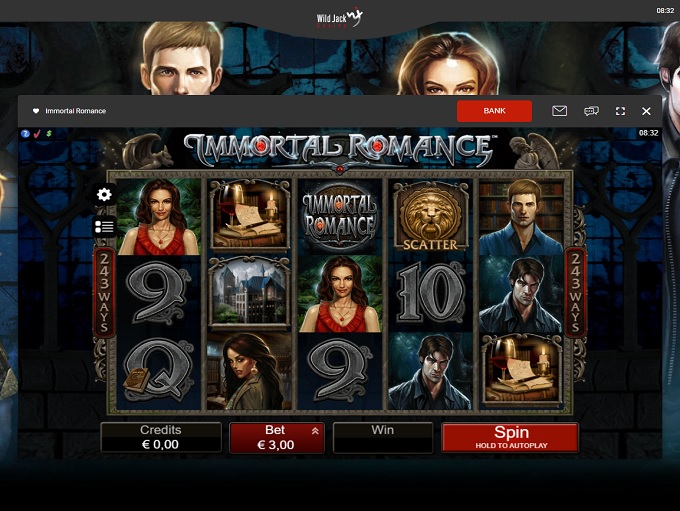 Wild Jack
08:32
Immortal Romance
BANK
08:32
IMMORTAL ROMANCE™
IMMORTAL
ROMANCE
SCATTER
243 WAYS
243 WAYS
9
10
Q
9
Credits
€ 0,00
Bet
€ 3,00
Win
Spin
HOLD TO AUTOPLAY